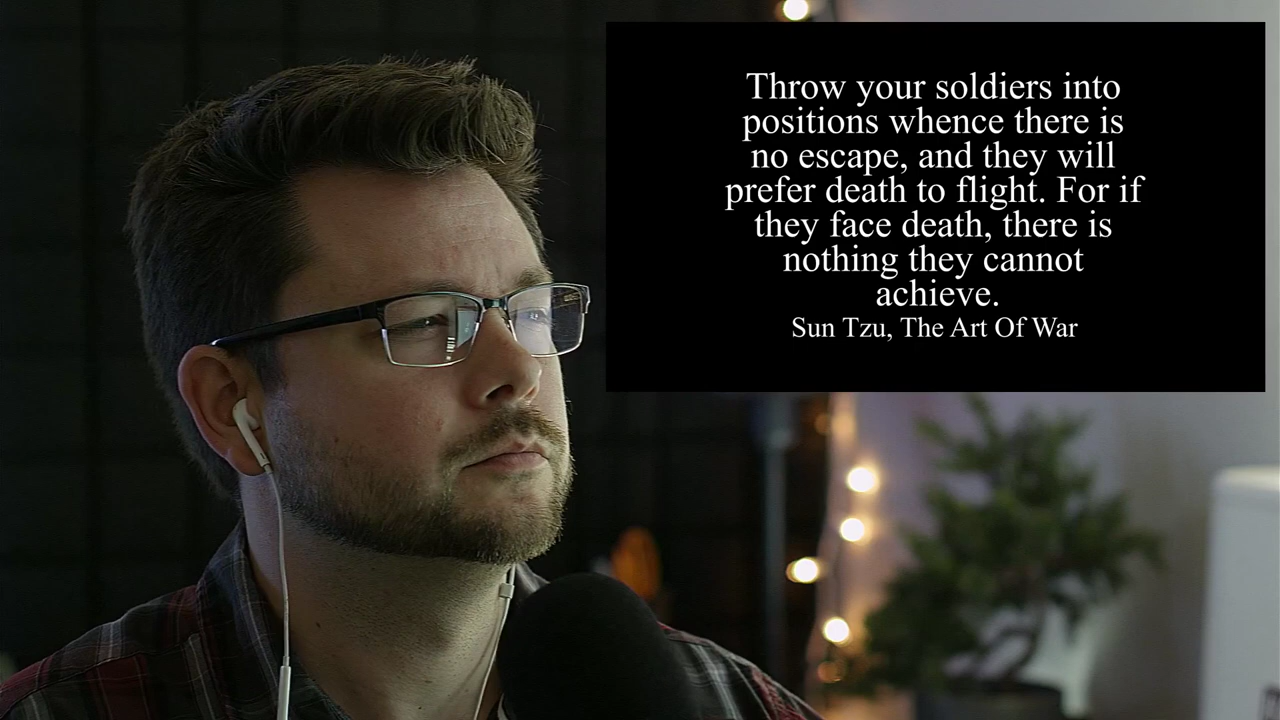 Throw your soldiers into
positions whence there is
no escape, and they will
prefer death to flight. For if
they face death, there is
nothing they cannot
achieve.
Sun Tzu, The Art Of War